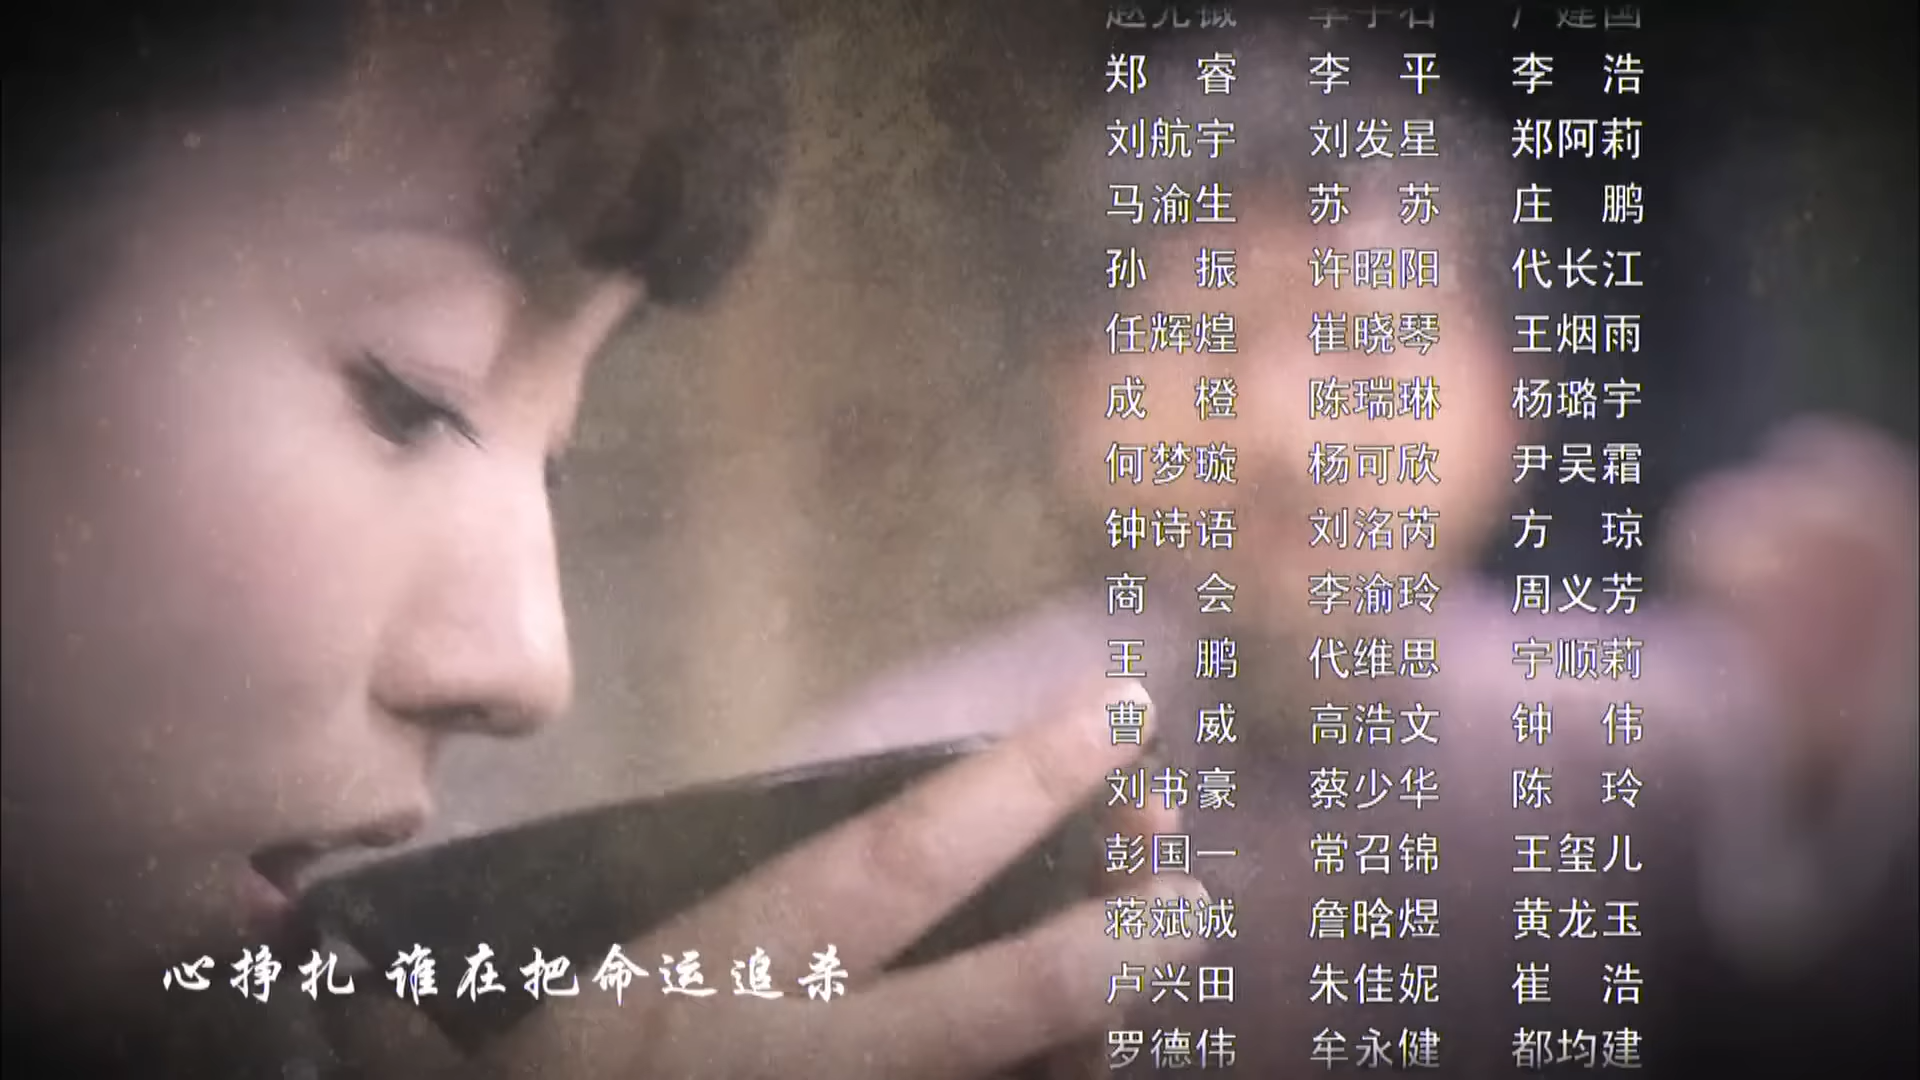 郑睿 李平 李浩
刘航宇 刘发星 郑阿莉
马渝生 苏苏 庄鹏
孙振 许昭阳 代长江
任辉煌 崔晓琴 王烟雨
成橙 陈瑞琳 杨璐宇
何梦璇 杨可欣 尹吴霜
钟诗语 刘洺芮 方琼
商会 李渝玲 周义芳
王鹏 代维思 宇顺莉
曹威 高浩文 钟伟
刘书豪 蔡少华 陈玲
彭国一 常召锦 王玺儿
蒋斌诚 詹晗煜 黄龙玉
卢兴田 朱佳妮 崔浩
罗德伟 牟永健 都均建
心挣扎 谁在把命运追杀